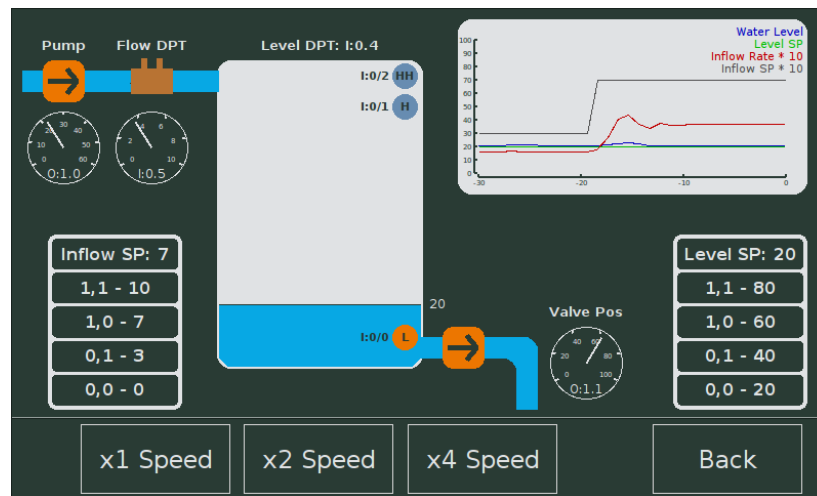 Pump
Flow DPT
Level DPT: I:0.4
I:0/2 HH
I:0/1 H
0 10 20 30 40 50 60
O:1.0
0 2 4 6 8 10
I:0.5
Water Level
Level SP
Inflow Rate * 10
Inflow SP * 10
100
90
80
70
60
50
40
30
20
10
0
-30 -20 -10 0
Inflow SP: 7
1,1 - 10
1,0 - 7
0,1 - 3
0,0 - 0
20
I:0/0 L
Valve Pos
0 20 40 60 80 100
O:1.1
Level SP: 20
1,1 - 80
1,0 - 60
0,1 - 40
0,0 - 20
x1 Speed
x2 Speed
x4 Speed
Back